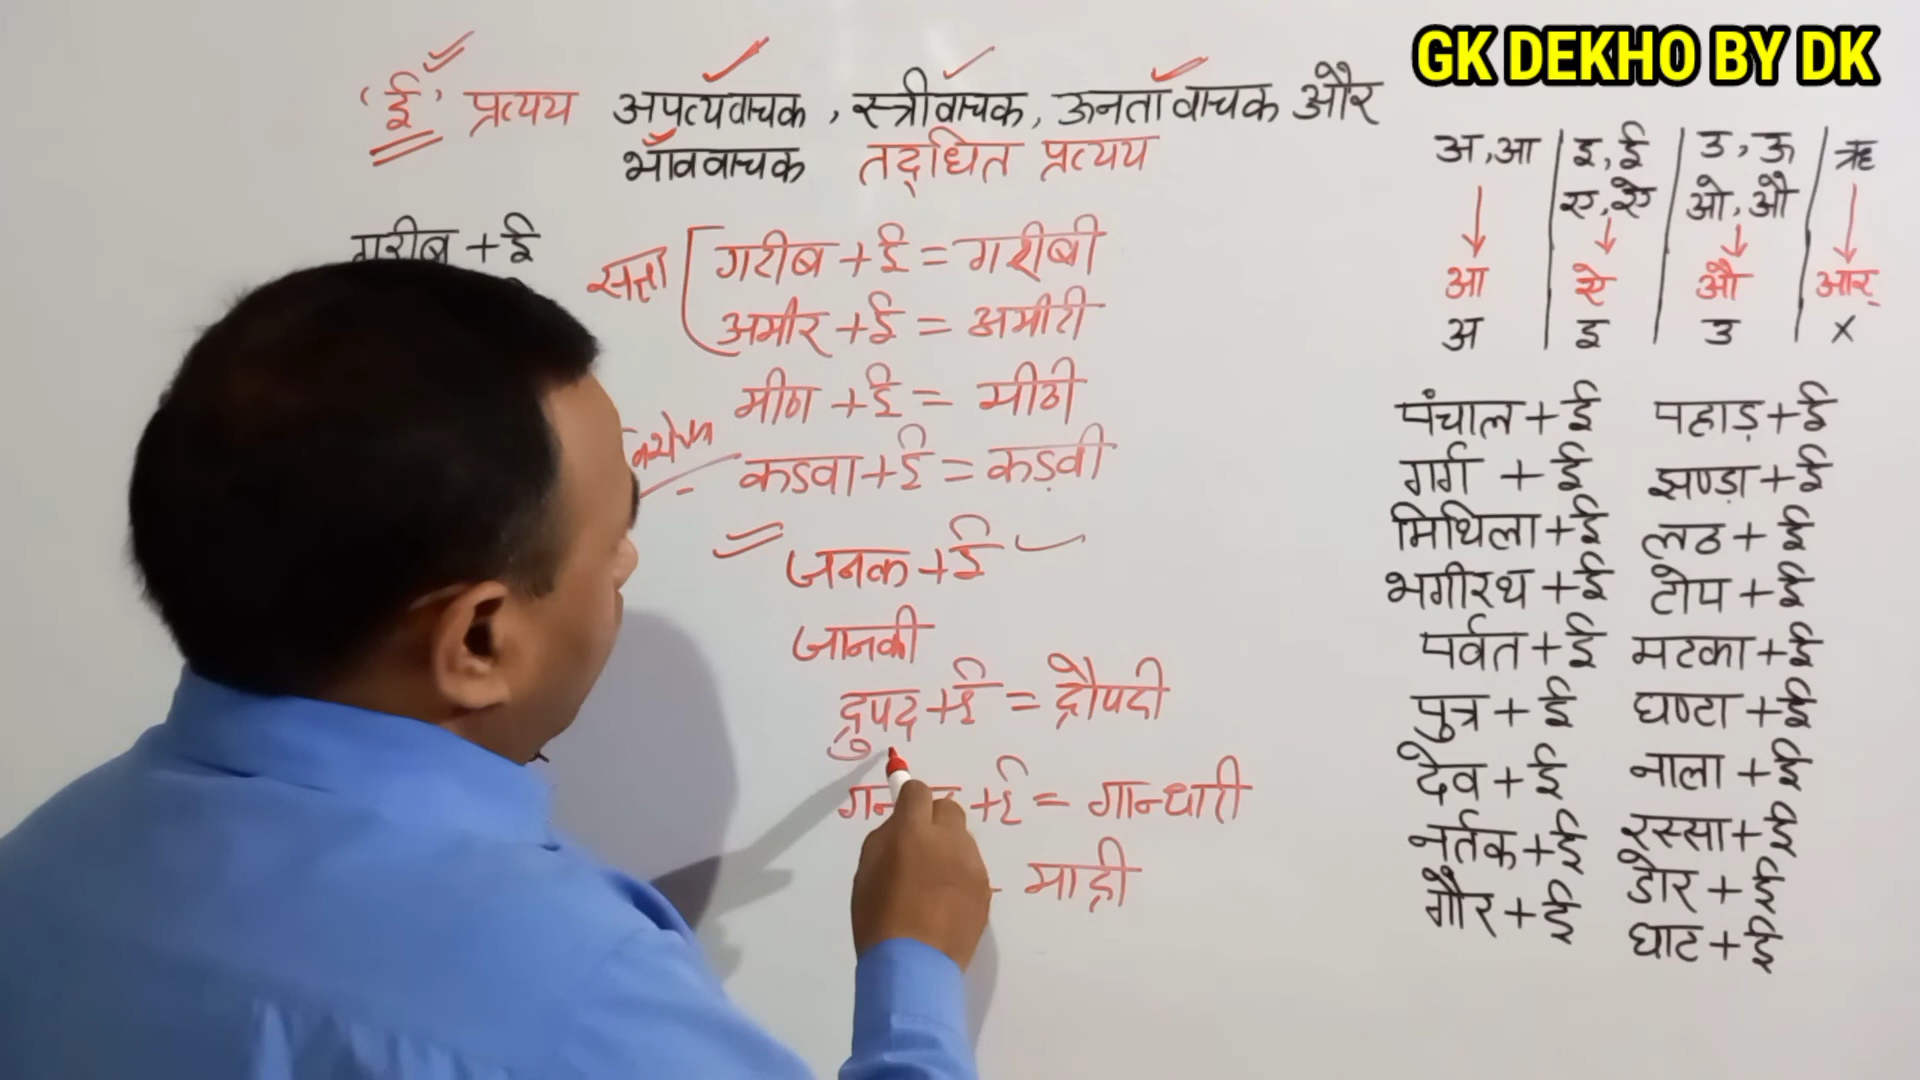 GK DEKHO BY DK
'ई' प्रत्यय अपत्यवाचक, स्त्रीवाचक, ऊनतावाचक और
भाववाचक तद्धित प्रत्यय
गरीब + ई
सत्ता गरीब + ई = गरीबी
अमीर + ई = अमीरी
मीठा + ई = मीठी
कडवा + ई = कड़वी
जनक + ई
जानकी
द्रुपद + ई = द्रौपदी
+ ई = गान्धारी
माद्री
अ, आ | इ, ई | उ, ऊ | ऋ
ए, ऐ | ओ, औ
आ | ऐ | औ | आर्
अ | इ | उ | X
पंचाल + ई पहाड़ + ई
गर्ग + ई झण्डा + ई
मिथिला + ई लठ + ई
भगीरथ + ई टोप + ई
पर्वत + ई मटका + ई
पुत्र + ई घण्टा + ई
देव + ई नाला + ई
नर्तक + ई रस्सा + ई
गौर + ई डोर + ई
घाट + ई